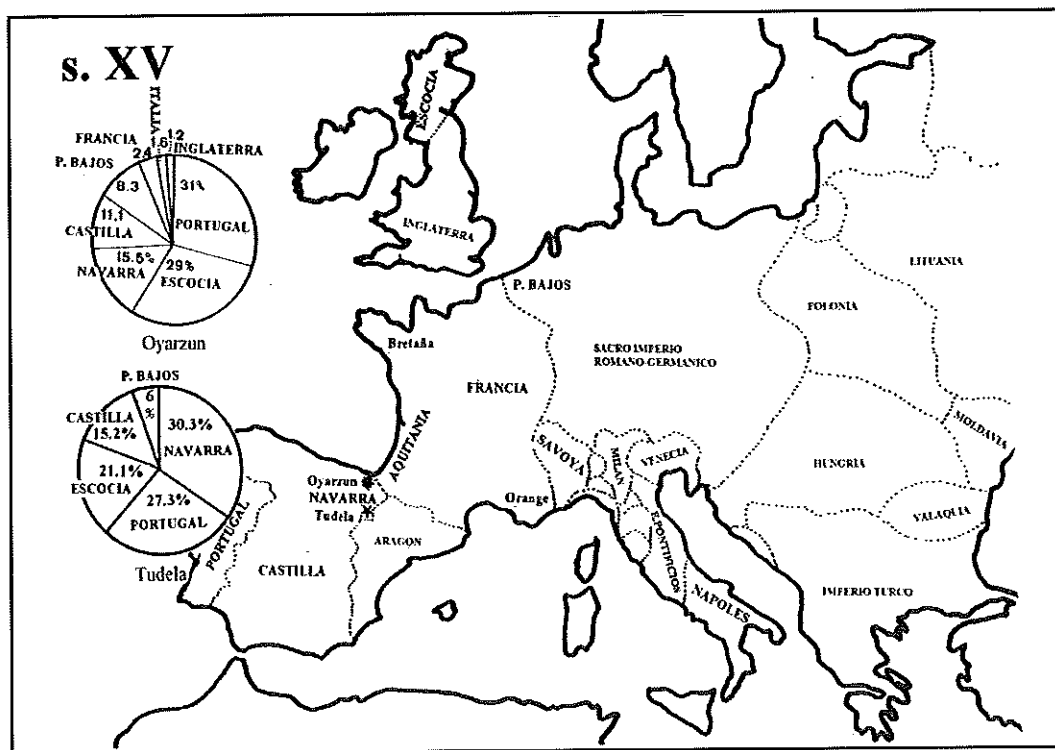 s. XV
ITALIA
FRANCIA
2.4
.6
1.2
INGLATERRA
P. BAJOS
8.3
31%
PORTUGAL
11.1
CASTILLA
15.5%
NAVARRA
29%
ESCOCIA
Oyarzun
P. BAJOS
6
%
CASTILLA
15.2%
30.3%
NAVARRA
21.1%
ESCOCIA
27.3%
PORTUGAL
Tudela
ESCOCIA
INGLATERRA
P. BAJOS
LITUANIA
POLONIA
Bretaña
SACRO IMPERIO
ROMANO-GERMANICO
FRANCIA
MOLDAVIA
AQUITANIA
SAVOYA
MILAN
VENECIA
HUNGRIA
Oyarzun
NAVARRA
Tudela
Orange
VALAQUIA
PORTUGAL
CASTILLA
ARAGON
E.PONTIFICIOS
NAPOLES
IMPERIO TURCO